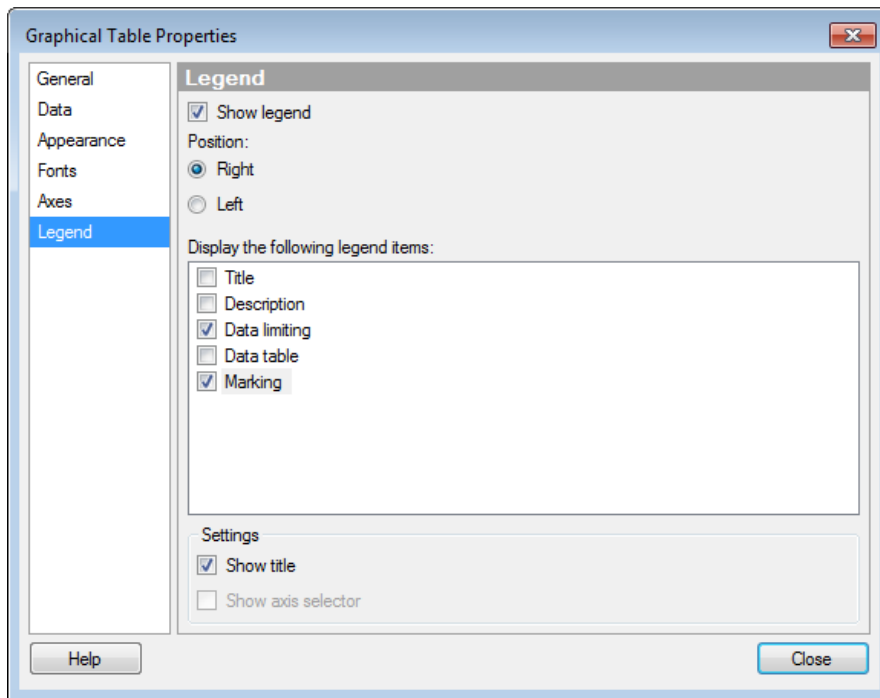 Graphical Table Properties
General
Data
Appearance
Fonts
Axes
Legend
Legend
Show legend
Position:
Right
Left
Display the following legend items:
Title
Description
Data limiting
Data table
Marking
Settings
Show title
Show axis selector
Help
Close